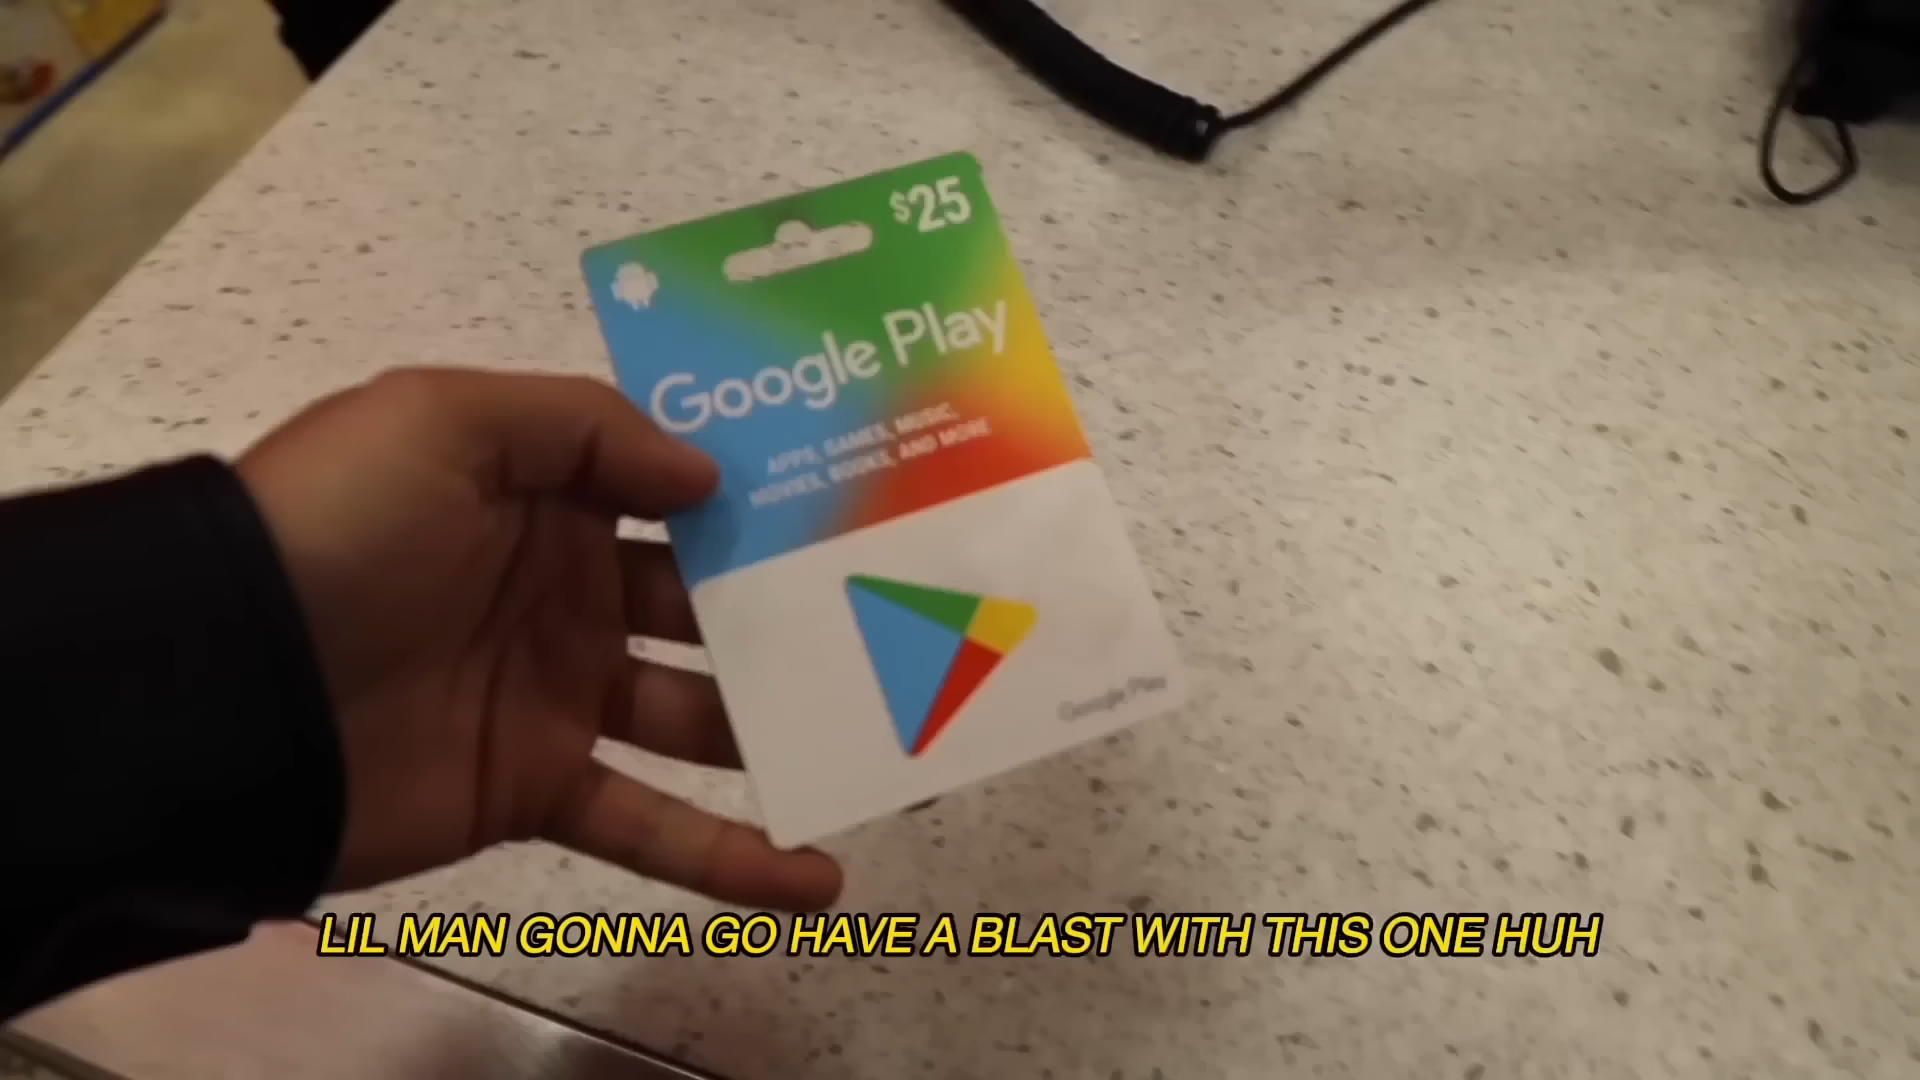 $25
Google Play
APPS, GAMES, MUSIC,
MOVIES, BOOKS, AND MORE
Google Play
LIL MAN GONNA GO HAVE A BLAST WITH THIS ONE HUH